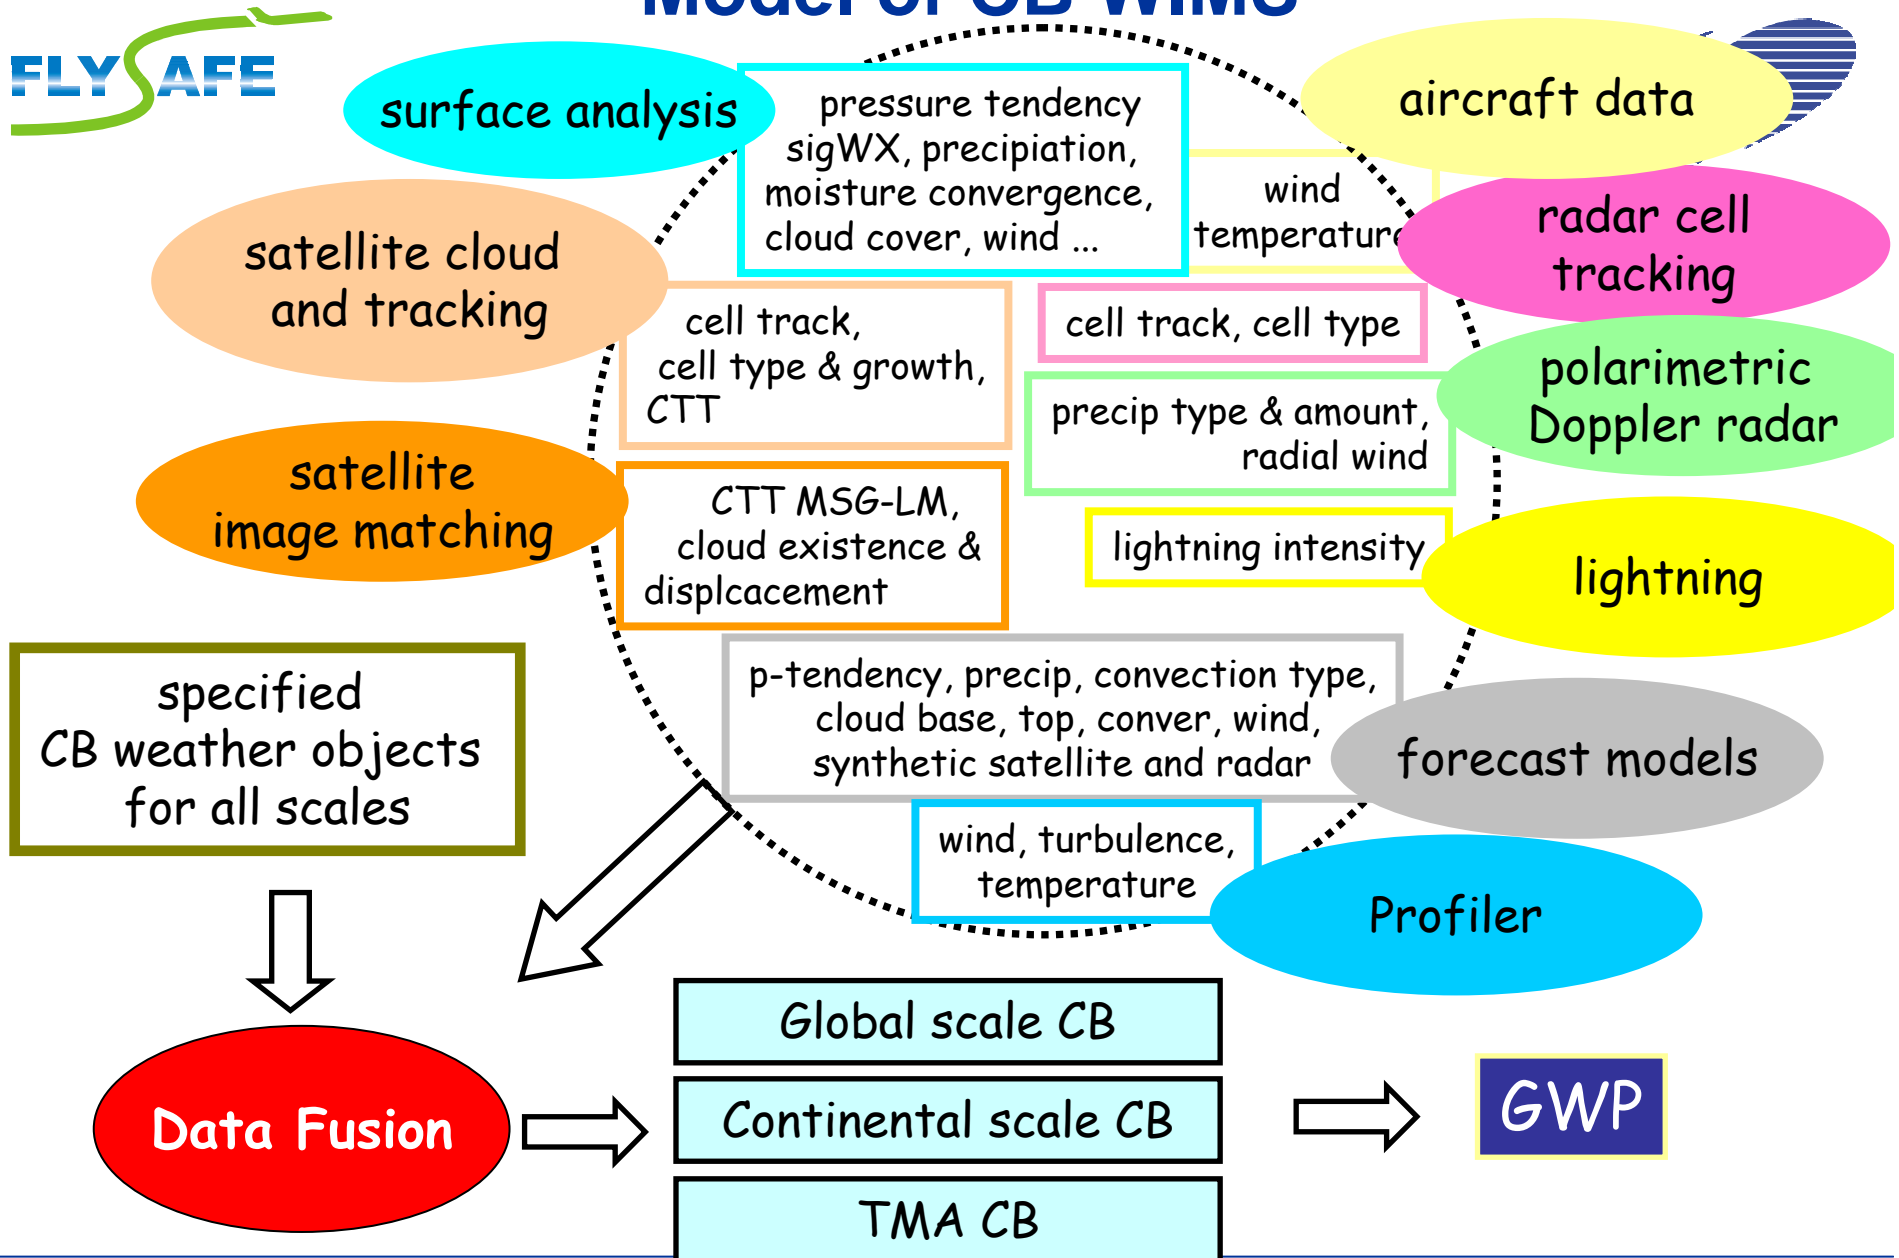 Model of CB WIMS
FLYSAFE
surface analysis
pressure tendency
sigWX, precipiation,
moisture convergence,
cloud cover, wind ...
aircraft data
wind
temperature
radar cell
tracking
satellite cloud
and tracking
cell track,
cell type & growth,
CTT
cell track, cell type
polarimetric
Doppler radar
precip type & amount,
radial wind
satellite
image matching
CTT MSG-LM,
cloud existence &
displcacement
lightning intensity
lightning
specified
CB weather objects
for all scales
p-tendency, precip, convection type,
cloud base, top, conver, wind,
synthetic satellite and radar
forecast models
wind, turbulence,
temperature
Profiler
Data Fusion
Global scale CB
Continental scale CB
TMA CB
GWP